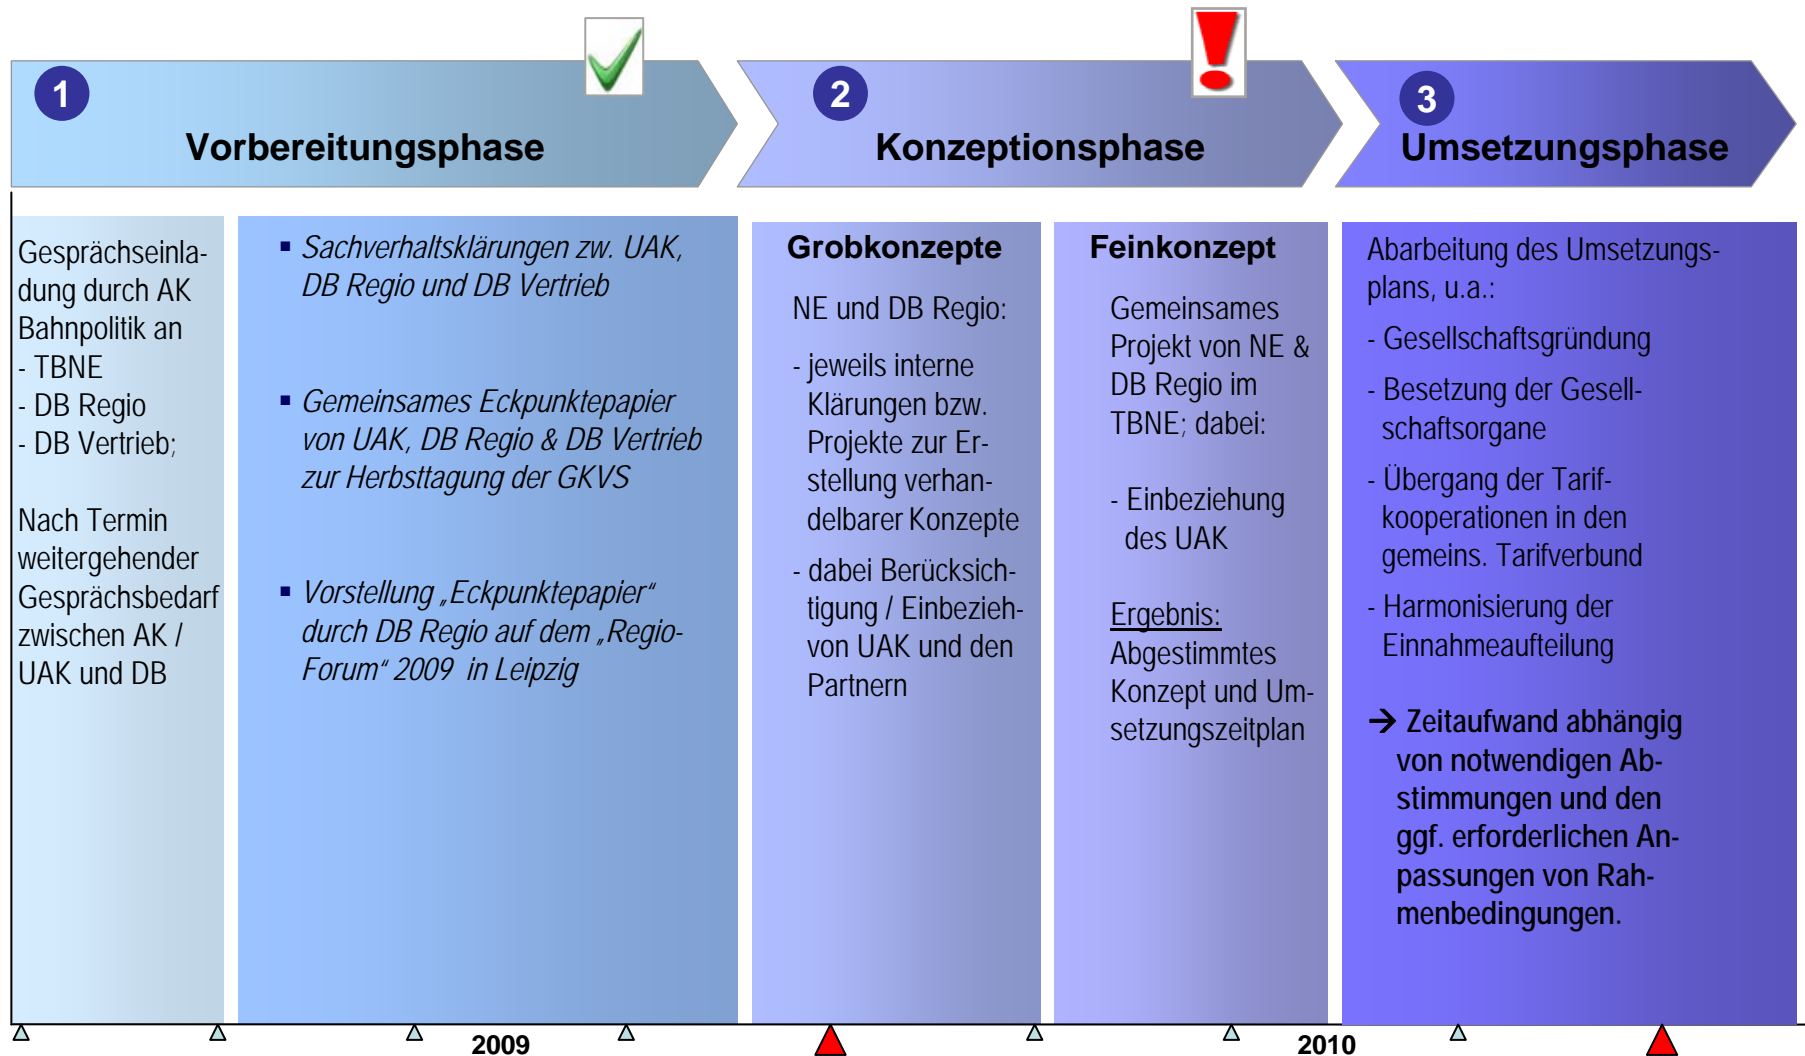 1
Vorbereitungsphase
2
Konzeptionsphase
3
Umsetzungsphase
Gesprächseinla-
dung durch AK
Bahnpolitik an
- TBNE
- DB Regio
- DB Vertrieb;
Nach Termin
weitergehender
Gesprächsbedarf
zwischen AK /
UAK und DB
▪ Sachverhaltsklärungen zw. UAK,
DB Regio und DB Vertrieb
▪ Gemeinsames Eckpunktepapier
von UAK, DB Regio & DB Vertrieb
zur Herbsttagung der GKVS
▪ Vorstellung „Eckpunktepapier“
durch DB Regio auf dem „Regio-
Forum“ 2009 in Leipzig
Grobkonzepte
NE und DB Regio:
- jeweils interne
Klärungen bzw.
Projekte zur Er-
stellung verhan-
delbarer Konzepte
- dabei Berücksich-
tigung / Einbezieh-
von UAK und den
Partnern
Feinkonzept
Gemeinsames
Projekt von NE &
DB Regio im
TBNE; dabei:
- Einbeziehung
des UAK
Ergebnis:
Abgestimmtes
Konzept und Um-
setzungszeitplan
Abarbeitung des Umsetzungs-
plans, u.a.:
- Gesellschaftsgründung
- Besetzung der Gesell-
schaftsorgane
- Übergang der Tarif-
kooperationen in den
gemeins. Tarifverbund
- Harmonisierung der
Einnahmeaufteilung
→ Zeitaufwand abhängig
von notwendigen Ab-
stimmungen und den
ggf. erforderlichen An-
passungen von Rah-
menbedingungen.
2009
2010